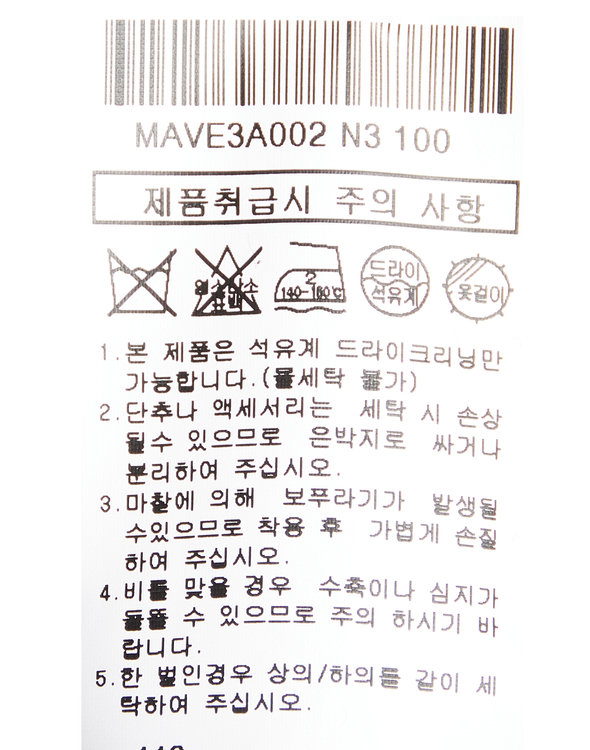 MAVE3A002 N3 100
제품취급시 주의 사항
염소산소
표백
2
140-160℃
드라이
석유계
옷걸이
1.본 제품은 석유계 드라이크리닝만
가능합니다.(물세탁 불가)
2.단추나 액세서리는 세탁 시 손상
될수 있으므로 은박지로 싸거나
분리하여 주십시오.
3.마찰에 의해 보푸라기가 발생될
수있으므로 착용 후 가볍게 손질
하여 주십시오.
4.비를 맞을 경우 수축이나 심지가
들뜰 수 있으므로 주의 하시기 바
랍니다.
5.한 벌인경우 상의/하의를 같이 세
탁하여 주십시오.